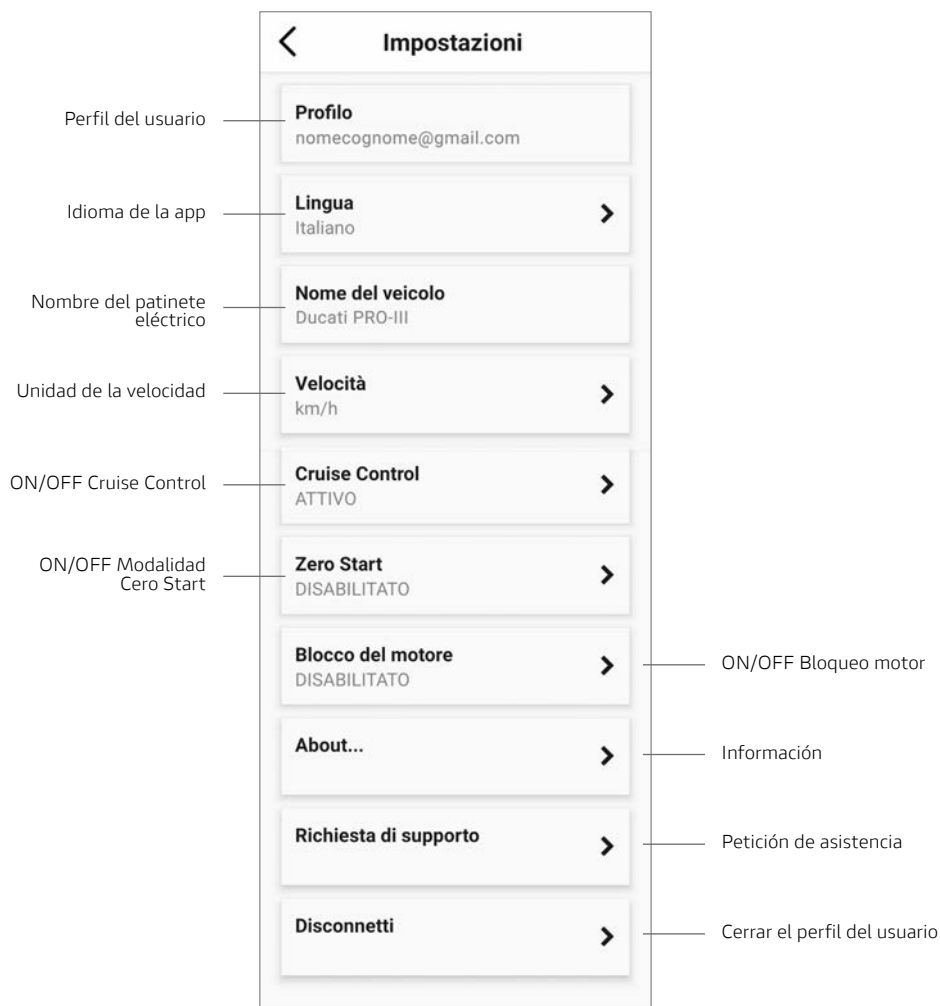 Impostazioni
Perfil del usuario
Profilo
nomecognome@gmail.com
Idioma de la app
Lingua
Italiano
Nombre del patinete
eléctrico
Nome del veicolo
Ducati PRO-III
Unidad de la velocidad
Velocità
km/h
ON/OFF Cruise Control
Cruise Control
ATTIVO
ON/OFF Modalidad
Cero Start
Zero Start
DISABILITATO
Blocco del motore
DISABILITATO
ON/OFF Bloqueo motor
About...
Información
Richiesta di supporto
Petición de asistencia
Disconnetti
Cerrar el perfil del usuario